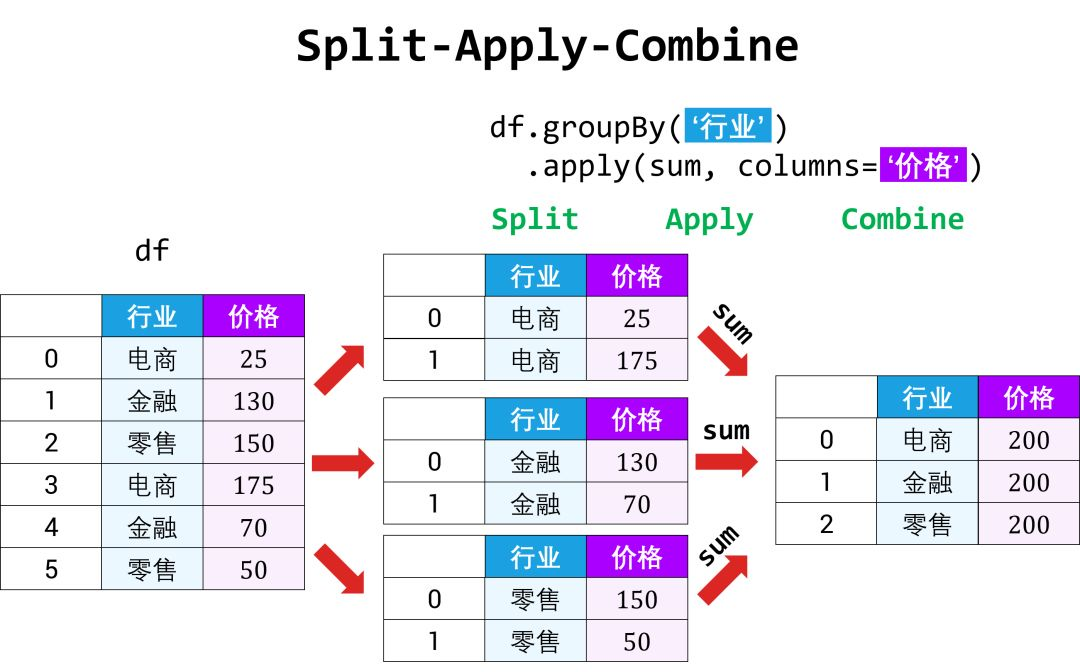 Split-Apply-Combine
df.groupBy(‘行业’)
.apply(sum, columns=‘价格’)
Split Apply Combine
df
行业 价格
0 电商 25
1 金融 130
2 零售 150
3 电商 175
4 金融 70
5 零售 50
行业 价格
0 电商 25
1 电商 175
行业 价格
0 金融 130
1 金融 70
行业 价格
0 零售 150
1 零售 50
sum
sum
sum
行业 价格
0 电商 200
1 金融 200
2 零售 200